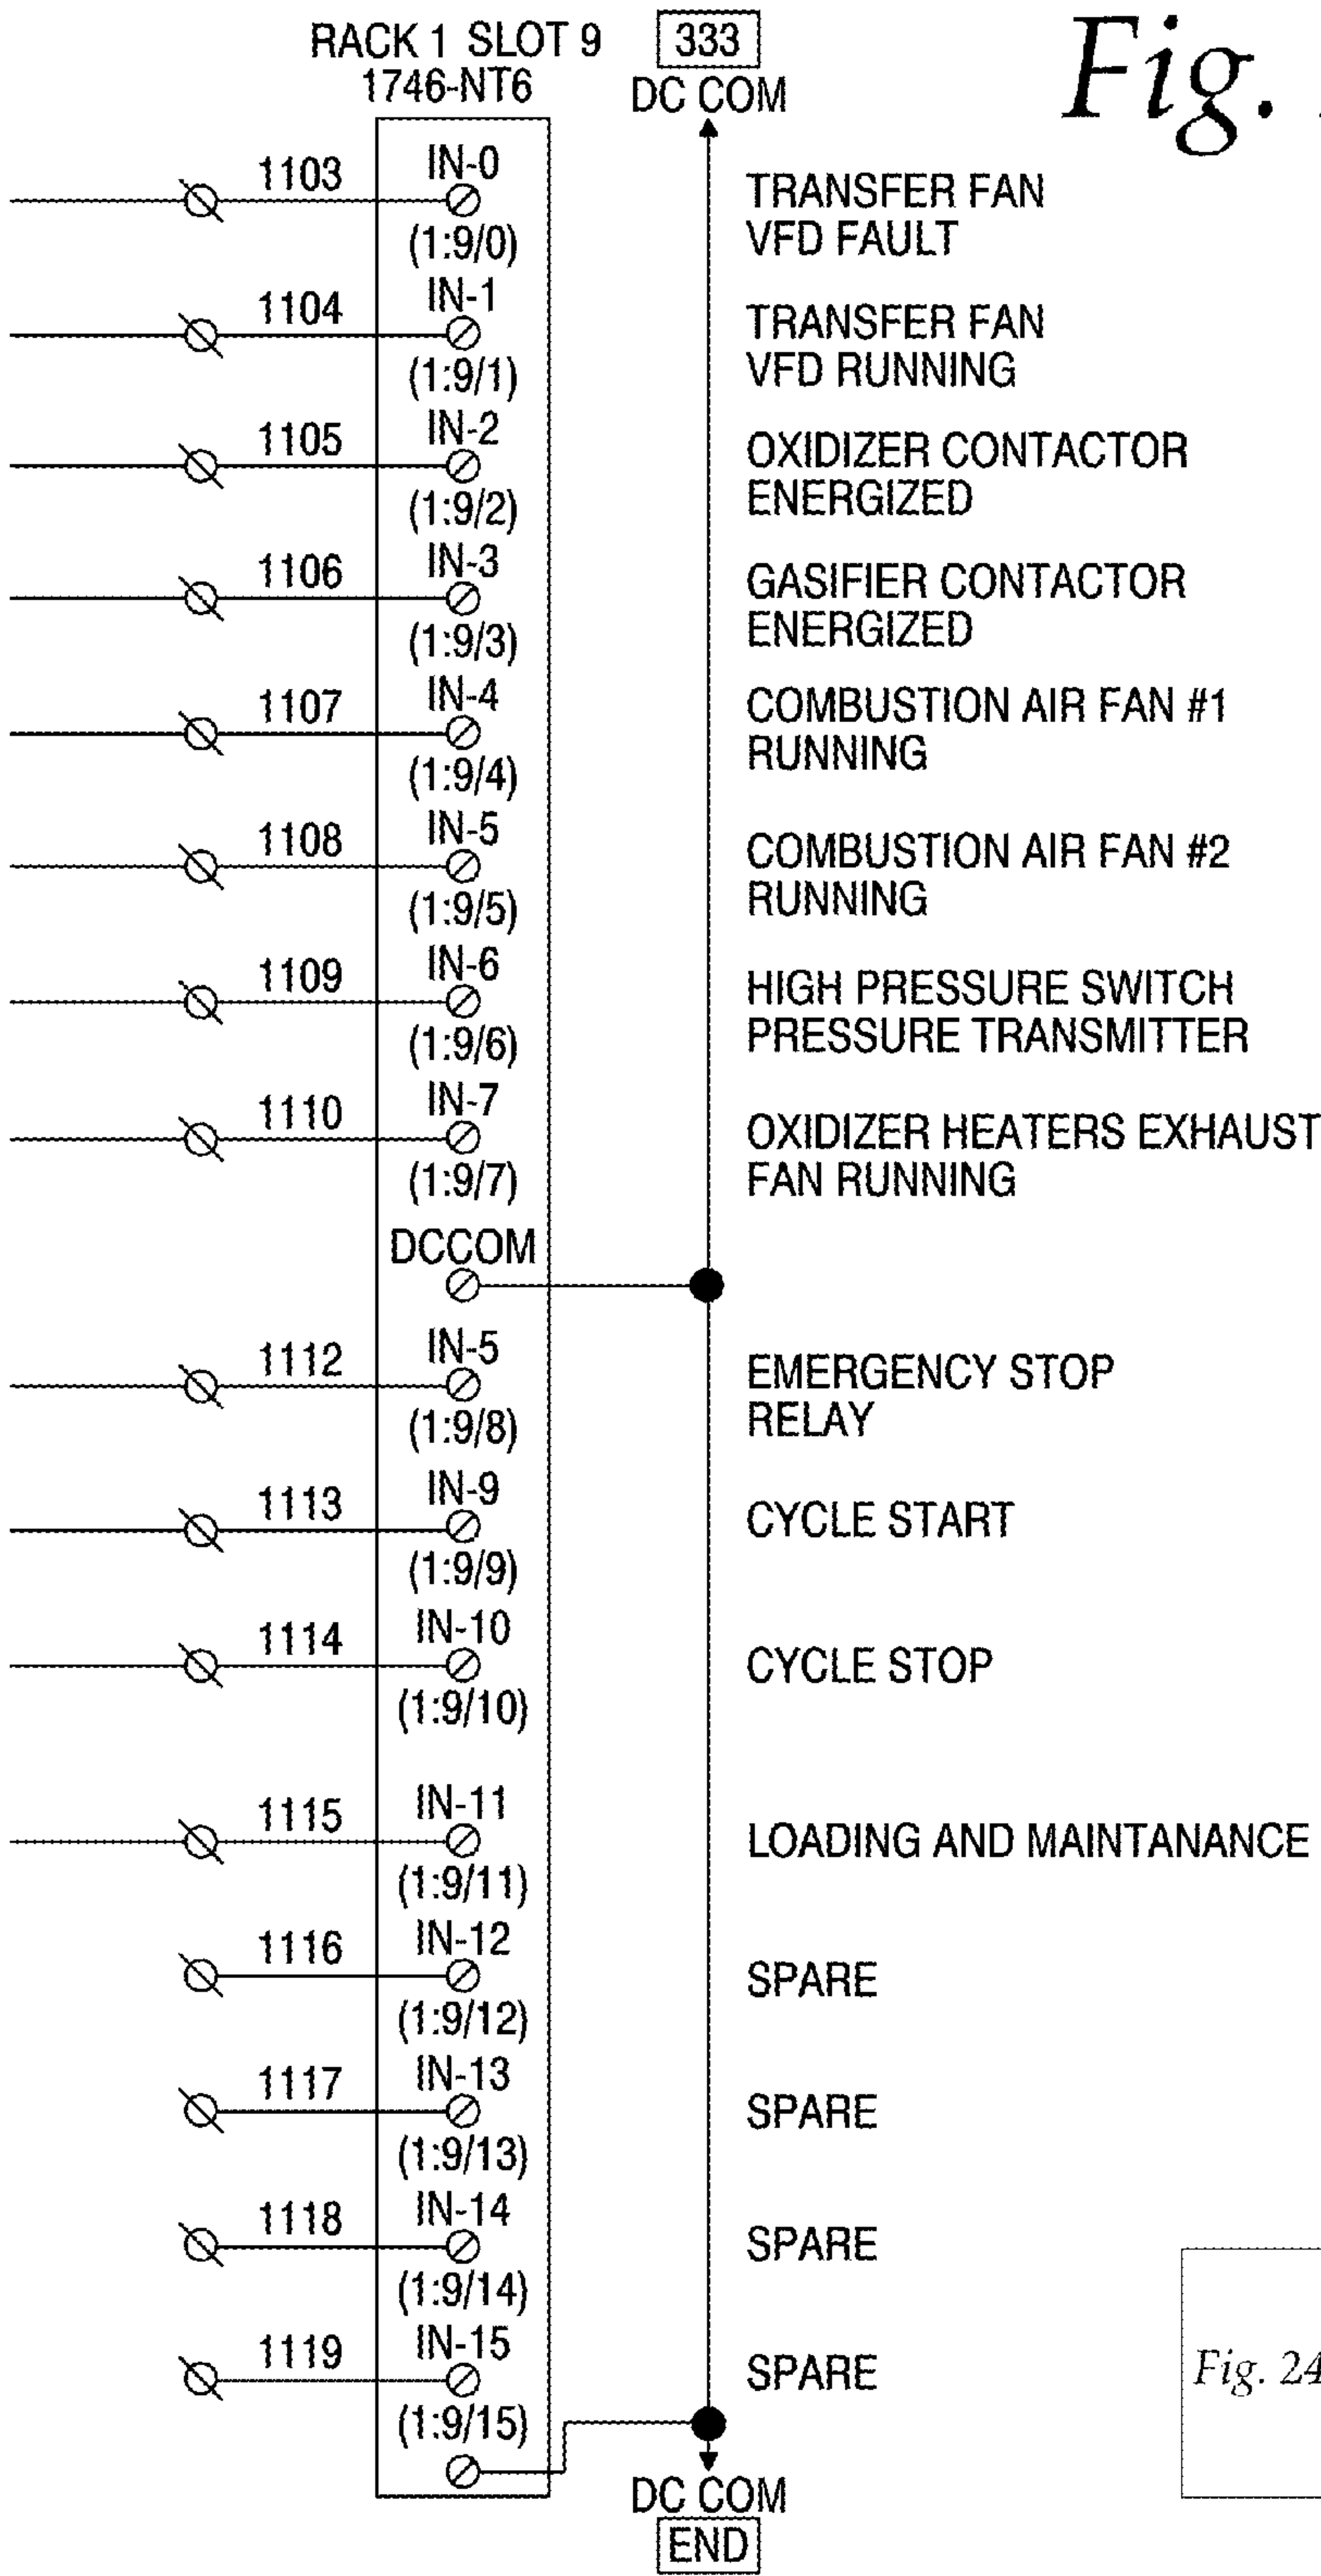 RACK 1 SLOT 9
1746-NT6
333
DC COM
Fig.
1103 IN-0
(1:9/0)
TRANSFER FAN
VFD FAULT
1104 IN-1
(1:9/1)
TRANSFER FAN
VFD RUNNING
1105 IN-2
(1:9/2)
OXIDIZER CONTACTOR
ENERGIZED
1106 IN-3
(1:9/3)
GASIFIER CONTACTOR
ENERGIZED
1107 IN-4
(1:9/4)
COMBUSTION AIR FAN #1
RUNNING
1108 IN-5
(1:9/5)
COMBUSTION AIR FAN #2
RUNNING
1109 IN-6
(1:9/6)
HIGH PRESSURE SWITCH
PRESSURE TRANSMITTER
1110 IN-7
(1:9/7)
OXIDIZER HEATERS EXHAUST
FAN RUNNING
DCCOM
1112 IN-5
(1:9/8)
EMERGENCY STOP
RELAY
1113 IN-9
(1:9/9)
CYCLE START
1114 IN-10
(1:9/10)
CYCLE STOP
1115 IN-11
(1:9/11)
LOADING AND MAINTANANCE
1116 IN-12
(1:9/12)
SPARE
1117 IN-13
(1:9/13)
SPARE
1118 IN-14
(1:9/14)
SPARE
1119 IN-15
(1:9/15)
SPARE
DC COM
END
Fig. 24